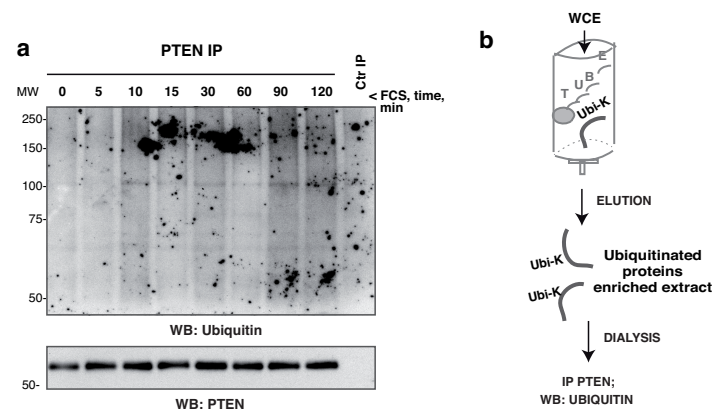 a
PTEN IP
MW 0 5 10 15 30 60 90 120 Ctr IP
< FCS, time,
min
250-
150-
100-
75-
50-
WB: Ubiquitin
50-
WB: PTEN
b
WCE
T U B E
Ubi-K
ELUTION
Ubi-K
Ubi-K
Ubiquitinated
proteins
enriched extract
DIALYSIS
IP PTEN;
WB: UBIQUITIN